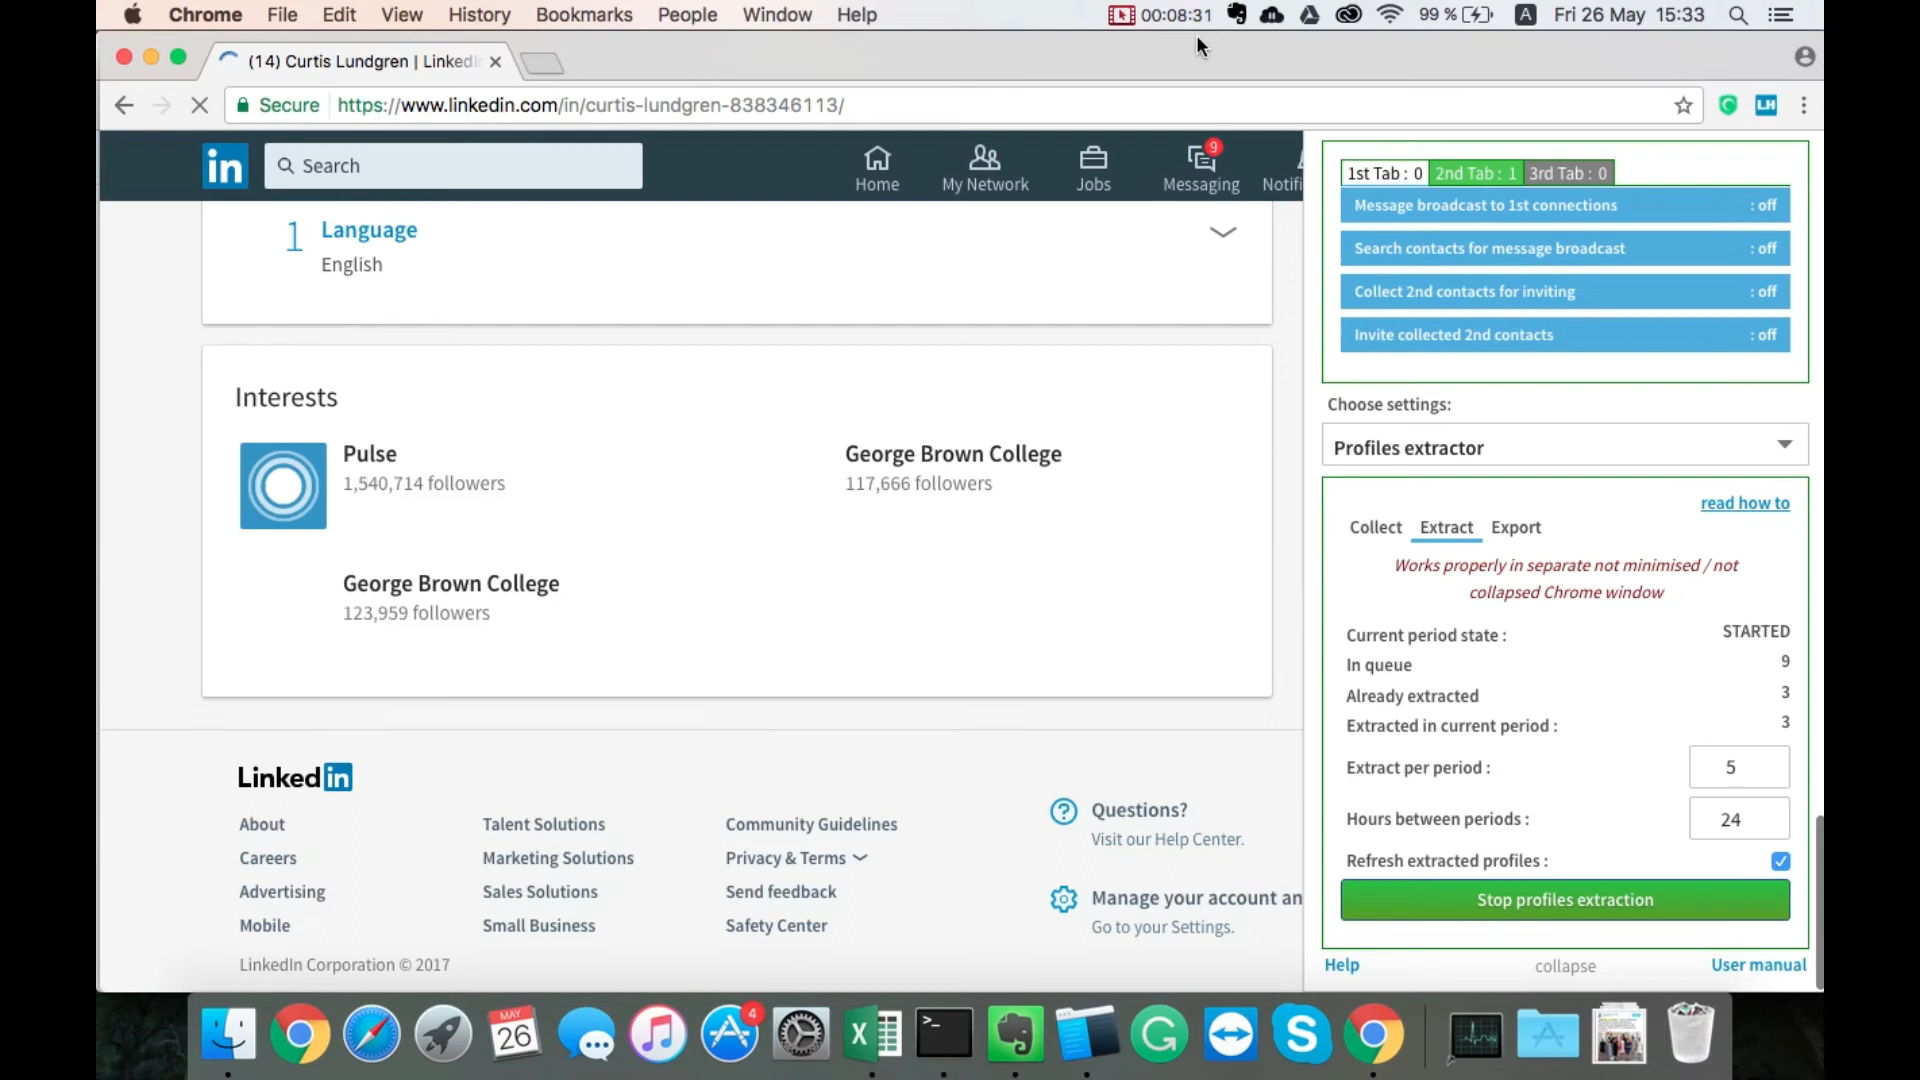 Chrome File Edit View History Bookmarks People Window Help 00:08:31 99 % A Fri 26 May 15:33
(14) Curtis Lundgren | LinkedI
Secure https://www.linkedin.com/in/curtis-lundgren-838346113/ LH
in Search Home My Network Jobs 9 Messaging Notifi
1 Language
English
Interests
Pulse
1,540,714 followers
George Brown College
117,666 followers
George Brown College
123,959 followers
Linked in
About
Careers
Advertising
Mobile
Talent Solutions
Marketing Solutions
Sales Solutions
Small Business
Community Guidelines
Privacy & Terms
Send feedback
Safety Center
Questions?
Visit our Help Center.
Manage your account an
Go to your Settings.
LinkedIn Corporation © 2017
1st Tab : 0 2nd Tab : 1 3rd Tab : 0
Message broadcast to 1st connections : off
Search contacts for message broadcast : off
Collect 2nd contacts for inviting : off
Invite collected 2nd contacts : off
Choose settings:
Profiles extractor
read how to
Collect Extract Export
Works properly in separate not minimised / not
collapsed Chrome window
Current period state : STARTED
In queue 9
Already extracted 3
Extracted in current period : 3
Extract per period : 5
Hours between periods : 24
Refresh extracted profiles :
Stop profiles extraction
Help collapse User manual
MAY
26
4